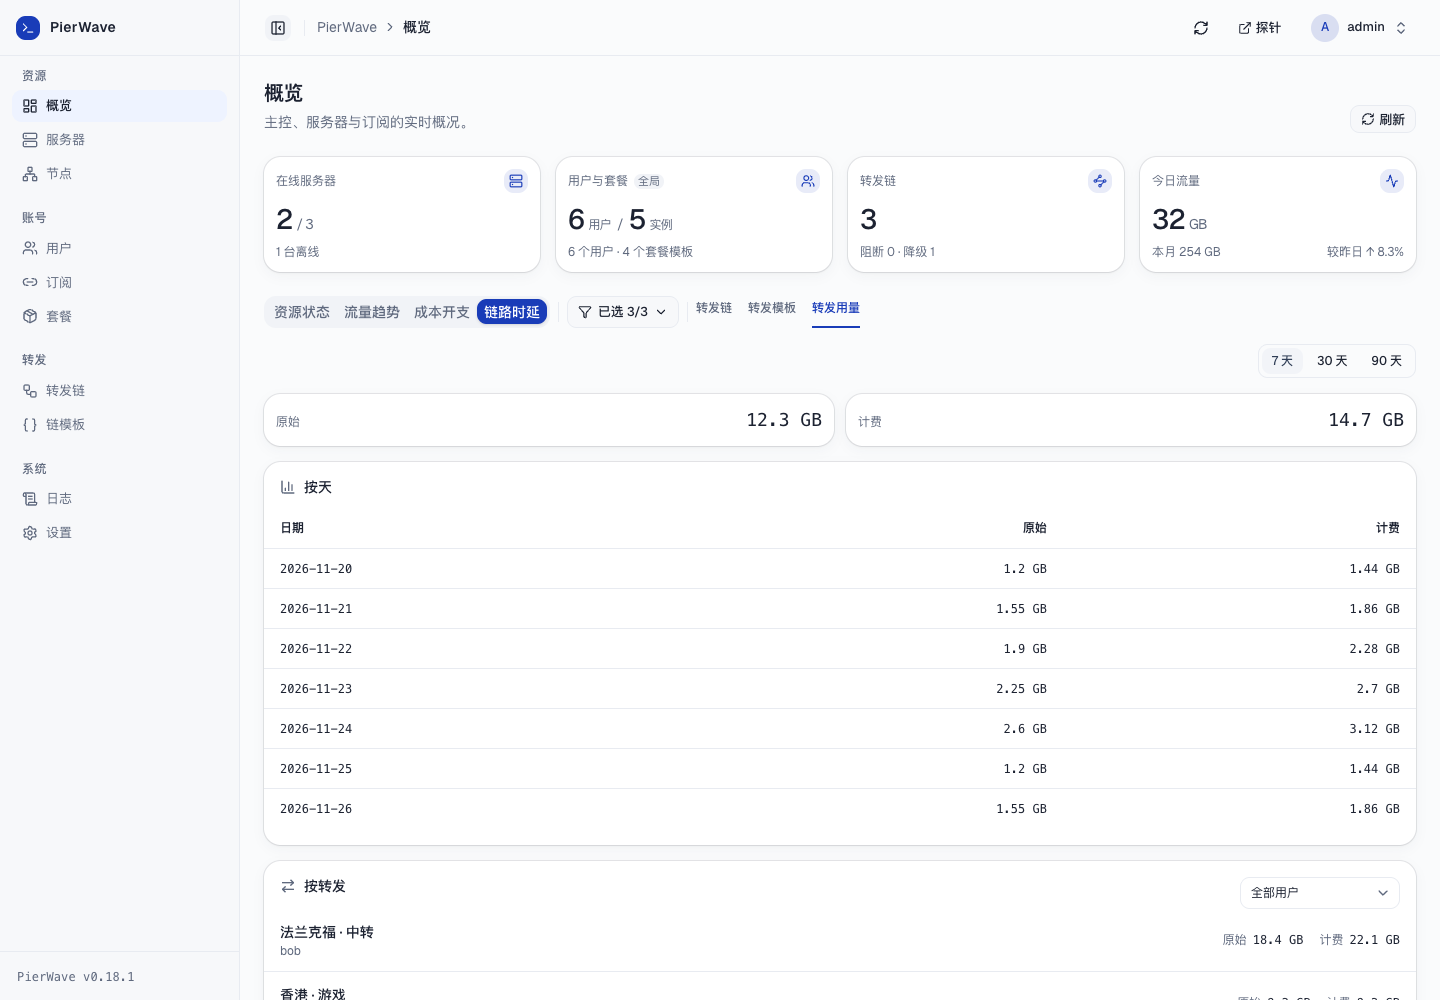 PierWave
PierWave > 概览
探针
A admin
资源
概览
服务器
节点
账号
用户
订阅
套餐
转发
转发链
链模板
系统
日志
设置
PierWave v0.18.1
概览
主控、服务器与订阅的实时概况。
刷新
在线服务器
2 / 3
1 台离线
用户与套餐 全局
6 用户 / 5 实例
6 个用户 · 4 个套餐模板
转发链
3
阻断 0 · 降级 1
今日流量
32 GB
本月 254 GB 较昨日 ↑ 8.3%
资源状态 流量趋势 成本开支 链路时延 已选 3/3 转发链 转发模板 转发用量
7 天 30 天 90 天
原始 12.3 GB
计费 14.7 GB
按天
日期 原始 计费
2026-11-20 1.2 GB 1.44 GB
2026-11-21 1.55 GB 1.86 GB
2026-11-22 1.9 GB 2.28 GB
2026-11-23 2.25 GB 2.7 GB
2026-11-24 2.6 GB 3.12 GB
2026-11-25 1.2 GB 1.44 GB
2026-11-26 1.55 GB 1.86 GB
按转发
全部用户
法兰克福 · 中转
bob
原始 18.4 GB 计费 22.1 GB
香港 · 游戏